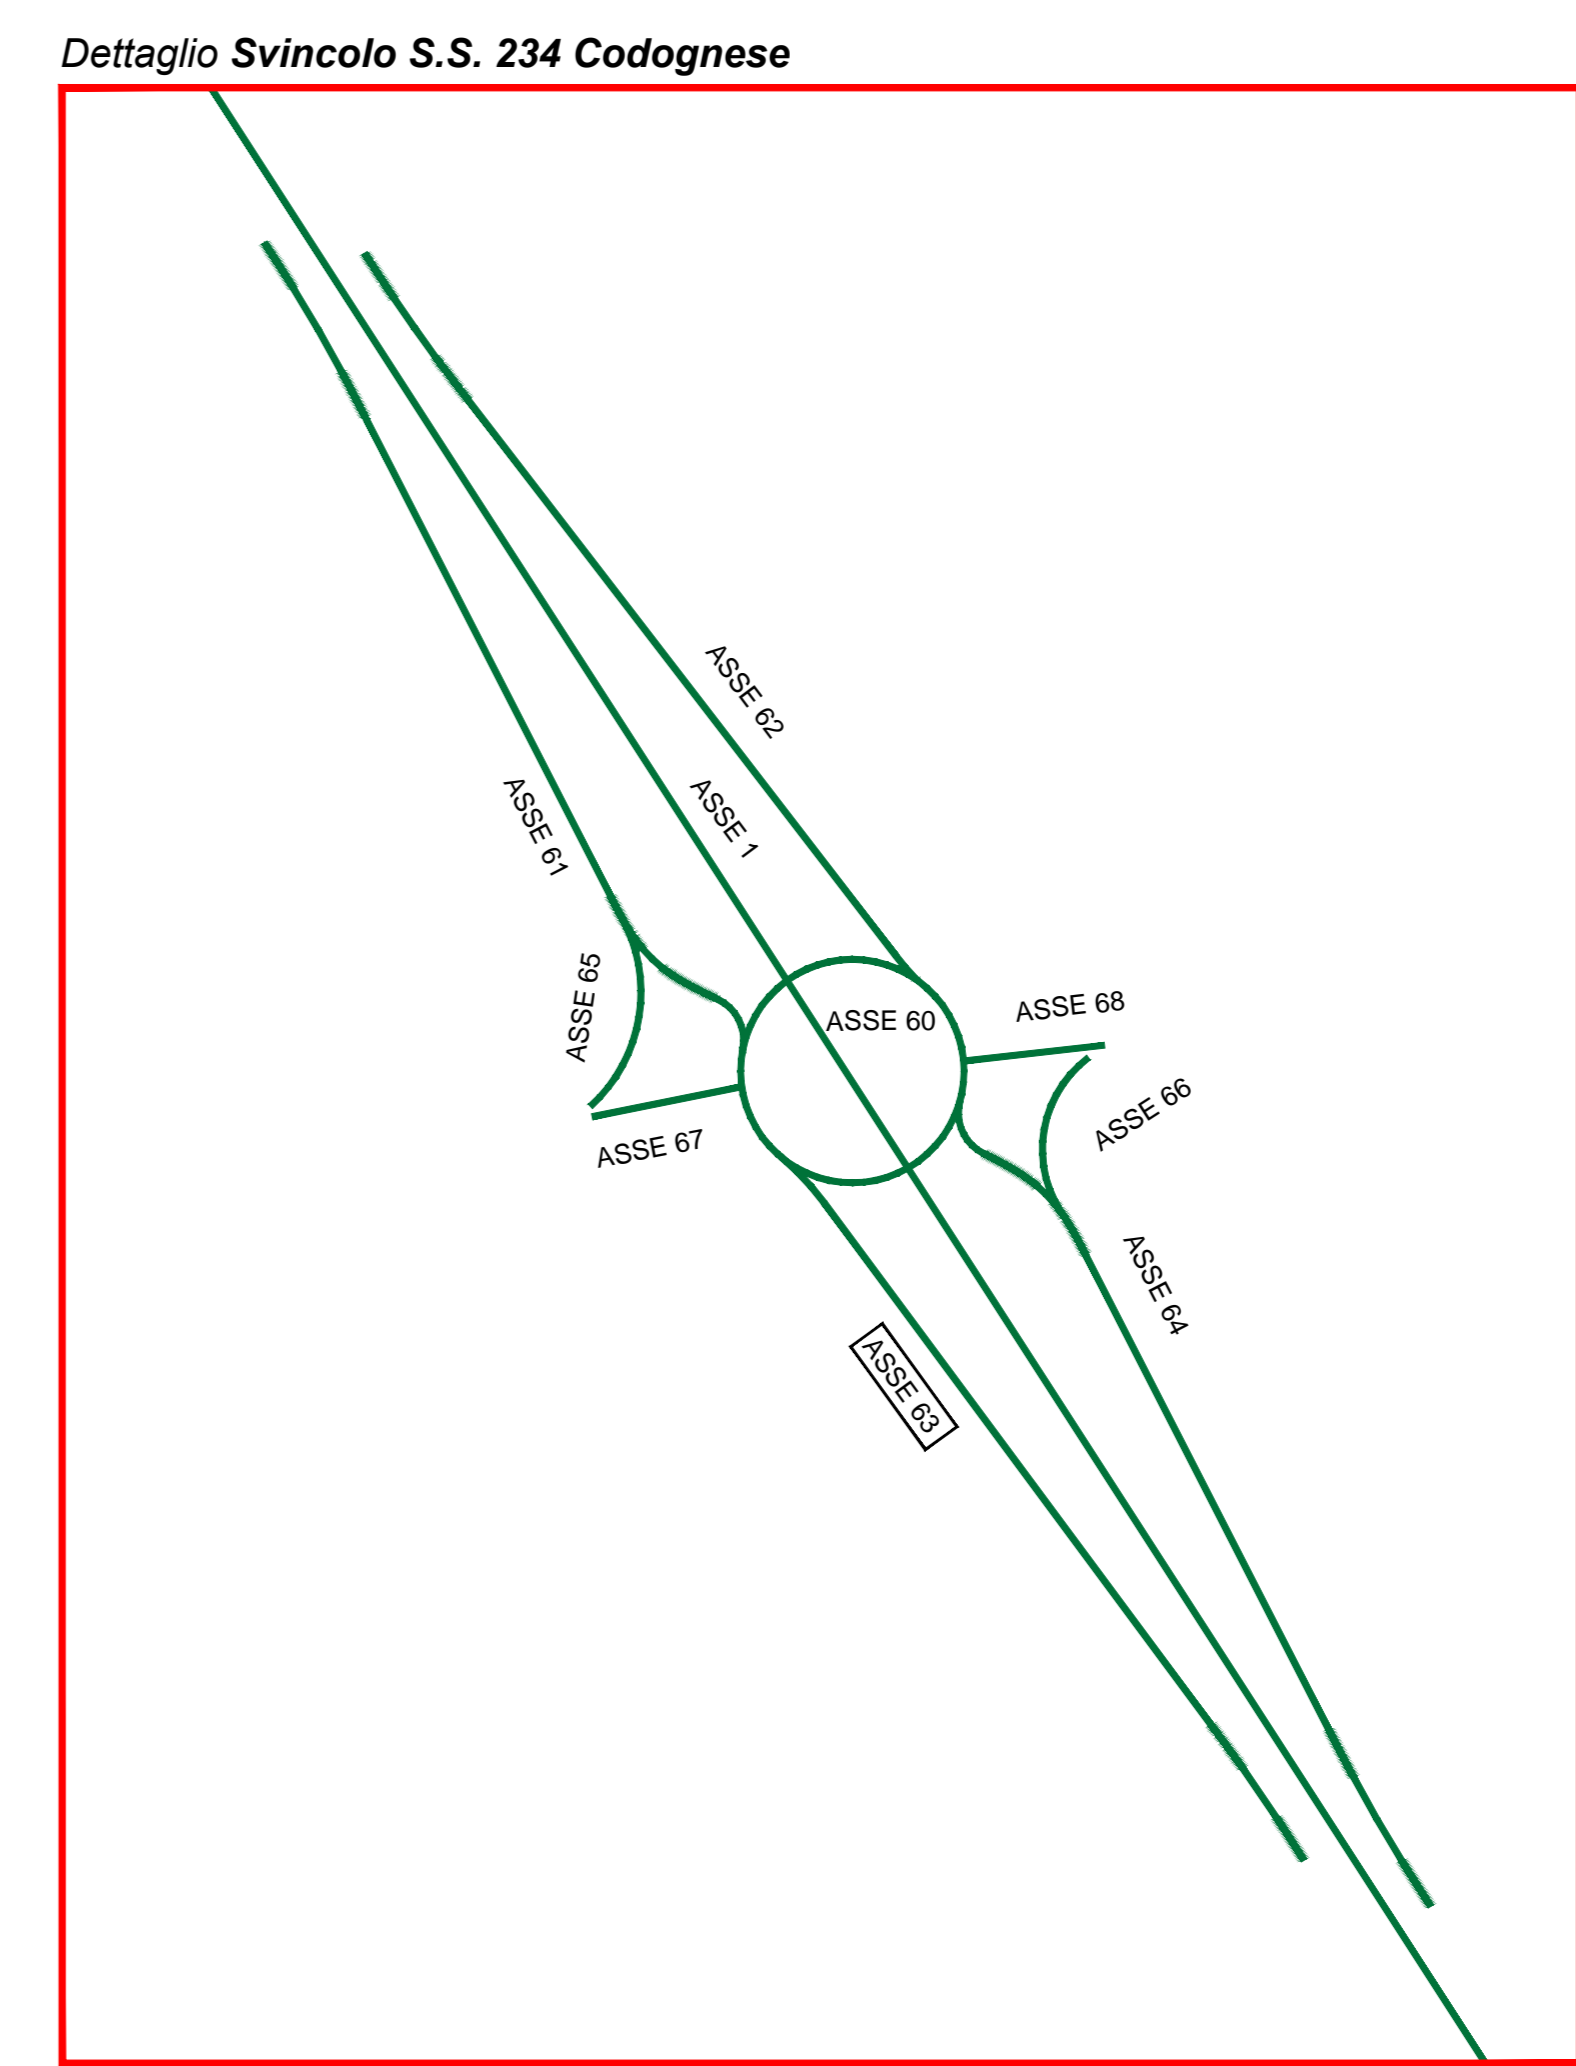 Dettaglio Svincolo S.S. 234 Codognese
ASSE 62
ASSE 61
ASSE 1
ASSE 65
ASSE 60
ASSE 68
ASSE 66
ASSE 67
ASSE 64
ASSE 63